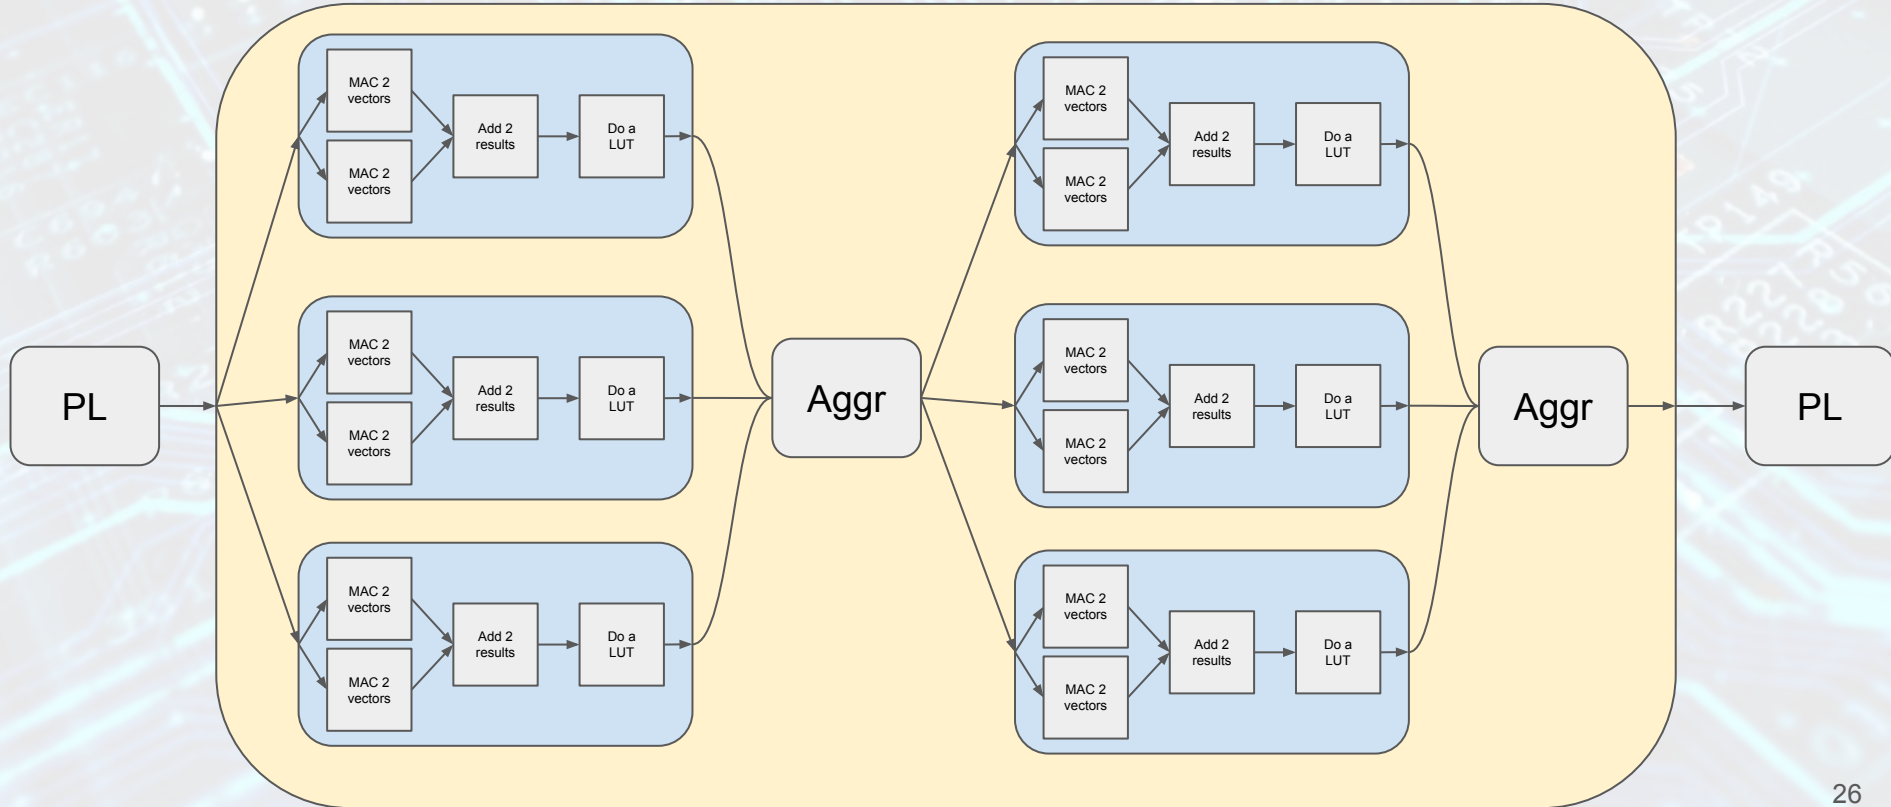 PL
MAC 2
vectors
MAC 2
vectors
Add 2
results
Do a
LUT
MAC 2
vectors
MAC 2
vectors
Add 2
results
Do a
LUT
MAC 2
vectors
MAC 2
vectors
Add 2
results
Do a
LUT
Aggr
MAC 2
vectors
MAC 2
vectors
Add 2
results
Do a
LUT
MAC 2
vectors
MAC 2
vectors
Add 2
results
Do a
LUT
MAC 2
vectors
MAC 2
vectors
Add 2
results
Do a
LUT
Aggr
PL
R227
26